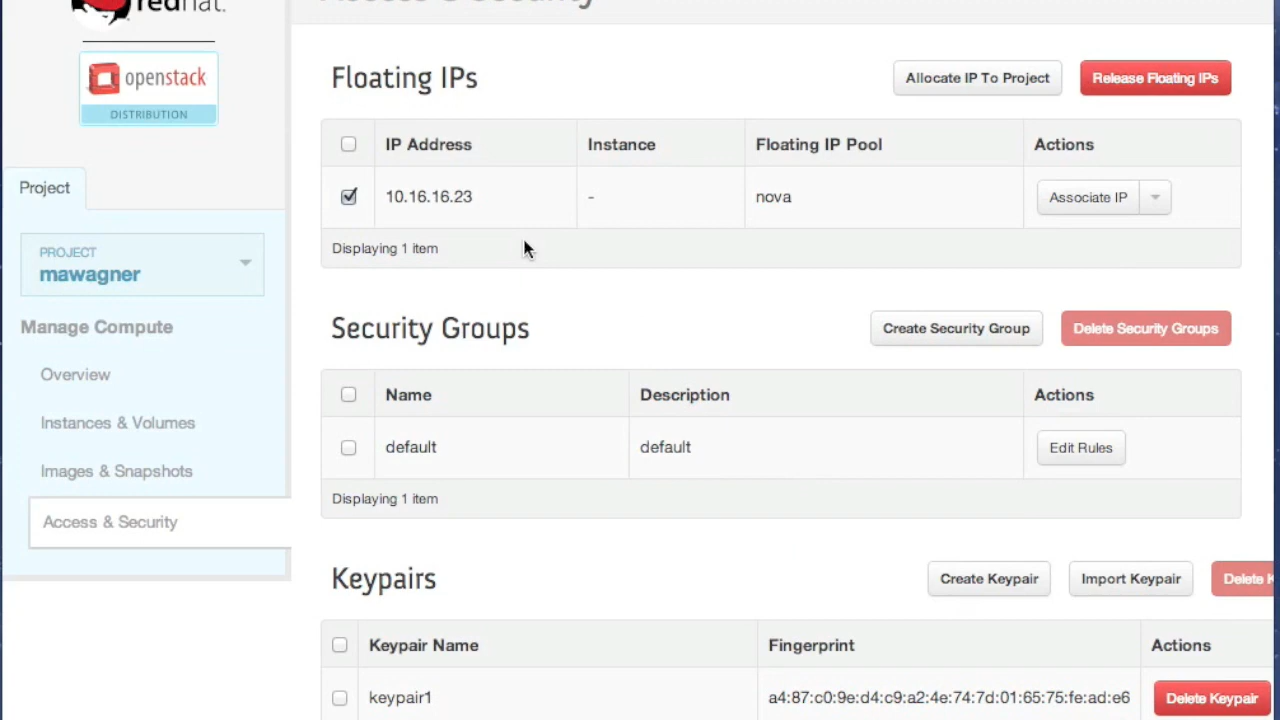 redhat.
Access & Security
openstack
DISTRIBUTION
Project
PROJECT
mawagner
Manage Compute
Overview
Instances & Volumes
Images & Snapshots
Access & Security
Floating IPs
Allocate IP To Project
Release Floating IPs
IP Address Instance Floating IP Pool Actions
10.16.16.23 - nova Associate IP
Displaying 1 item
Security Groups
Create Security Group
Delete Security Groups
Name Description Actions
default default Edit Rules
Displaying 1 item
Keypairs
Create Keypair
Import Keypair
Delete K
Keypair Name Fingerprint Actions
keypair1 a4:87:c0:9e:d4:c9:a2:4e:74:7d:01:65:75:fe:ad:e6 Delete Keypair